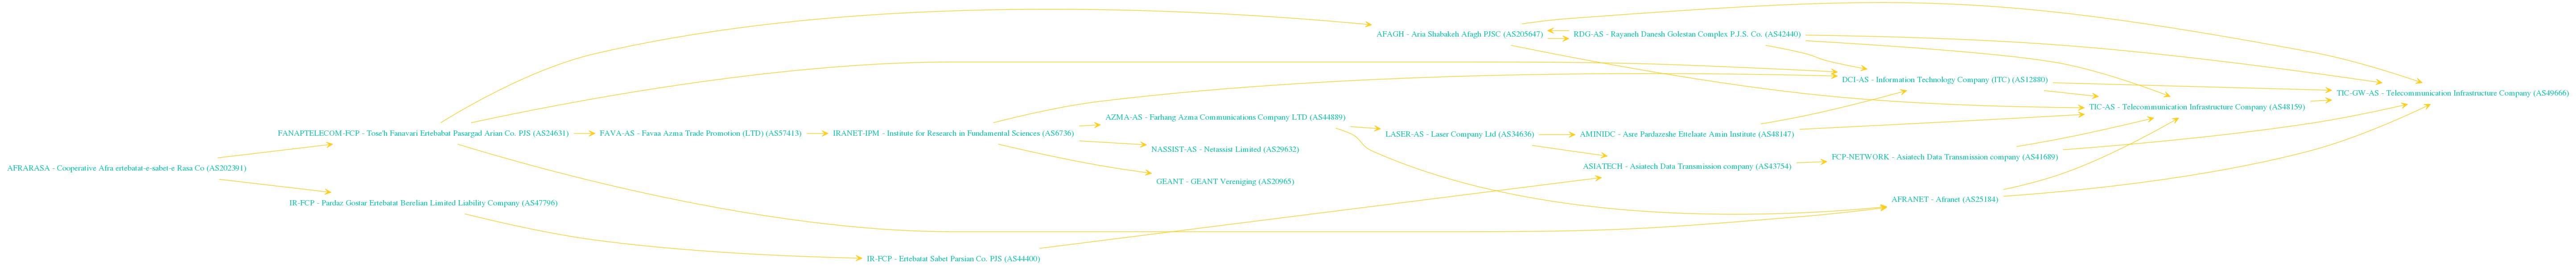 AFAGH - Aria Shabakeh Afagh PJSC (AS205647)
RDG-AS - Rayaneh Danesh Golestan Complex P.J.S. Co. (AS42440)
DCI-AS - Information Technology Company (ITC) (AS12880)
TIC-GW-AS - Telecommunication Infrastructure Company (AS49666)
TIC-AS - Telecommunication Infrastructure Company (AS48159)
AZMA-AS - Farhang Azma Communications Company LTD (AS44889)
FANAPTELECOM-FCP - Tose'h Fanavari Ertebabat Pasargad Arian Co. PJS (AS24631)
FAVA-AS - Favaa Azma Trade Promotion (LTD) (AS57413)
IRANET-IPM - Institute for Research in Fundamental Sciences (AS6736)
LASER-AS - Laser Company Ltd (AS34636)
AMINIDC - Asre Pardazeshe Ettelaate Amin Institute (AS48147)
NASSIST-AS - Netassist Limited (AS29632)
FCP-NETWORK - Asiatech Data Transmission company (AS41689)
AFRARASA - Cooperative Afra ertebatat-e-sabet-e Rasa Co (AS202391)
ASIATECH - Asiatech Data Transmission company (AS43754)
GEANT - GEANT Vereniging (AS20965)
AFRANET - Afranet (AS25184)
IR-FCP - Pardaz Gostar Ertebatat Berelian Limited Liability Company (AS47796)
IR-FCP - Ertebatat Sabet Parsian Co. PJS (AS44400)